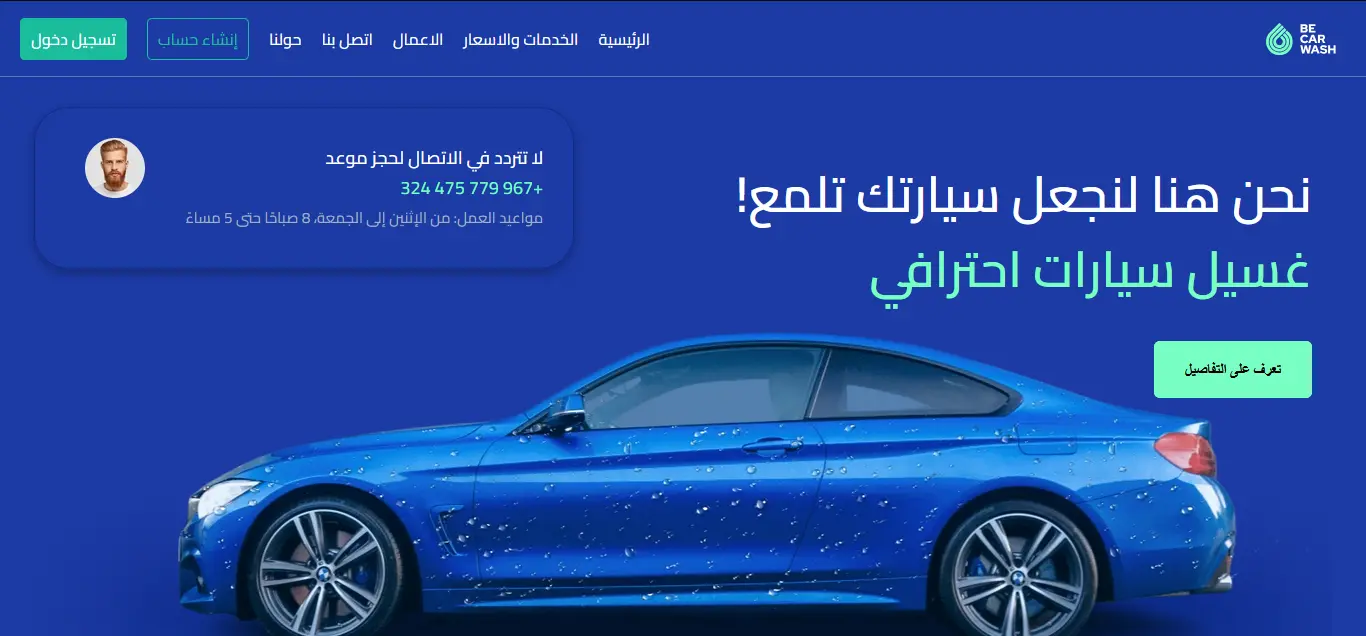 BE
CAR
WASH
الرئيسية
الخدمات والاسعار
الاعمال
اتصل بنا
حولنا
إنشاء حساب
تسجيل دخول
نحن هنا لنجعل سيارتك تلمع!
غسيل سيارات احترافي
تعرف على التفاصيل
لا تتردد في الاتصال لحجز موعد
+967 779 475 324
مواعيد العمل: من الإثنين إلى الجمعة، 8 صباحًا حتى 5 مساءً